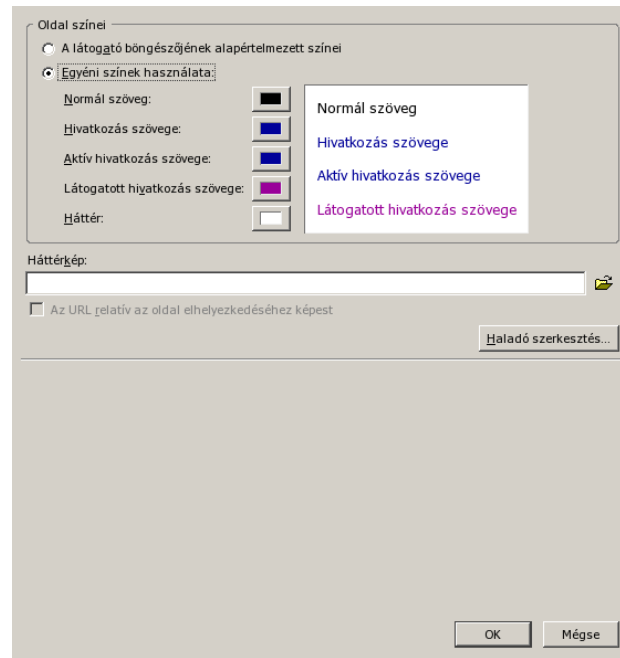 Oldal színei
A látogató böngészőjének alapértelmezett színei
Egyéni színek használata:
Normál szöveg:
Hivatkozás szövege:
Aktív hivatkozás szövege:
Látogatott hivatkozás szövege:
Háttér:
Normál szöveg
Hivatkozás szövege
Aktív hivatkozás szövege
Látogatott hivatkozás szövege
Háttérkép:
Az URL relatív az oldal elhelyezkedéséhez képest
Haladó szerkesztés...
OK Mégse